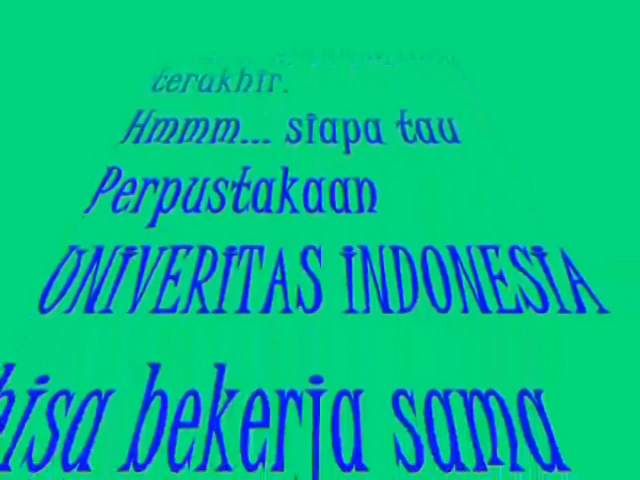 terakhir.
Hmmm... siapa tau
Perpustakaan
UNIVERITAS INDONESIA
bisa bekerja sama